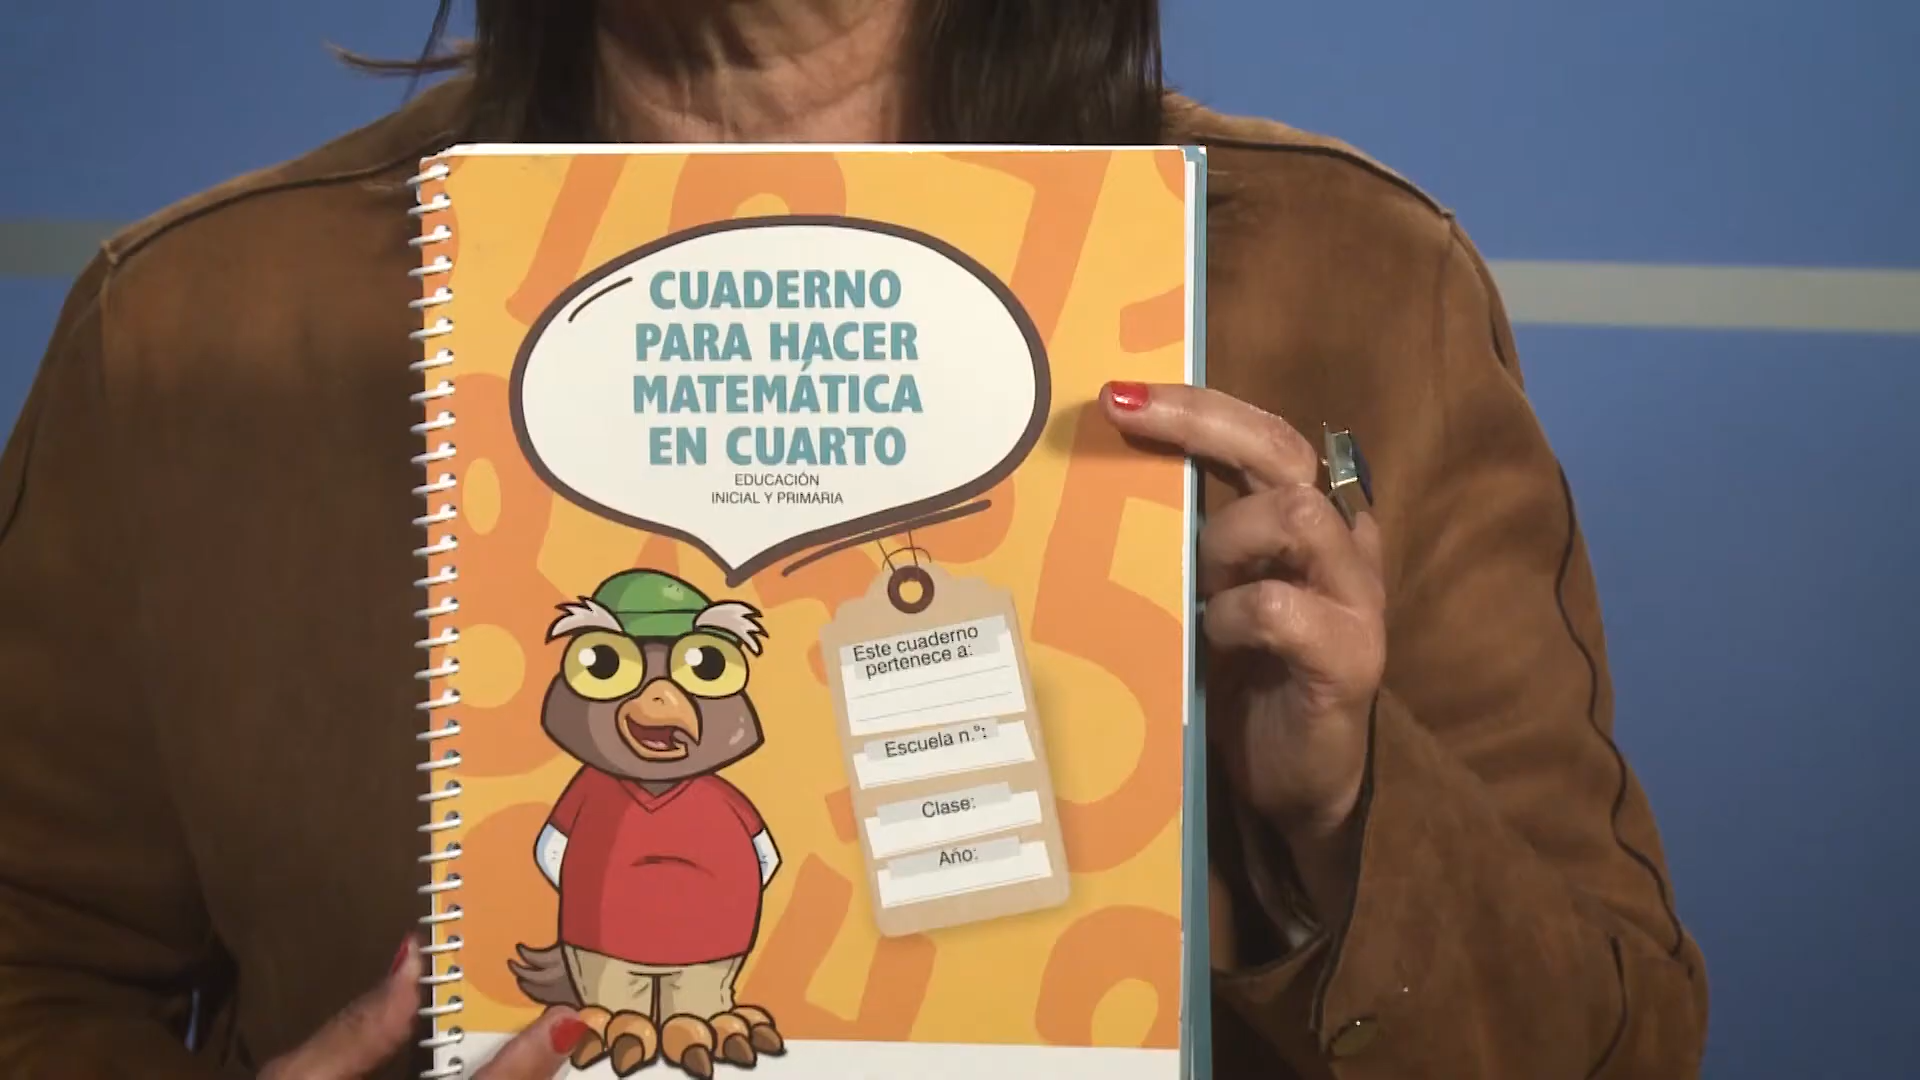 CUADERNO
PARA HACER
MATEMÁTICA
EN CUARTO
EDUCACIÓN
INICIAL Y PRIMARIA
Este cuaderno
pertenece a:
Escuela n.º:
Clase:
Año: